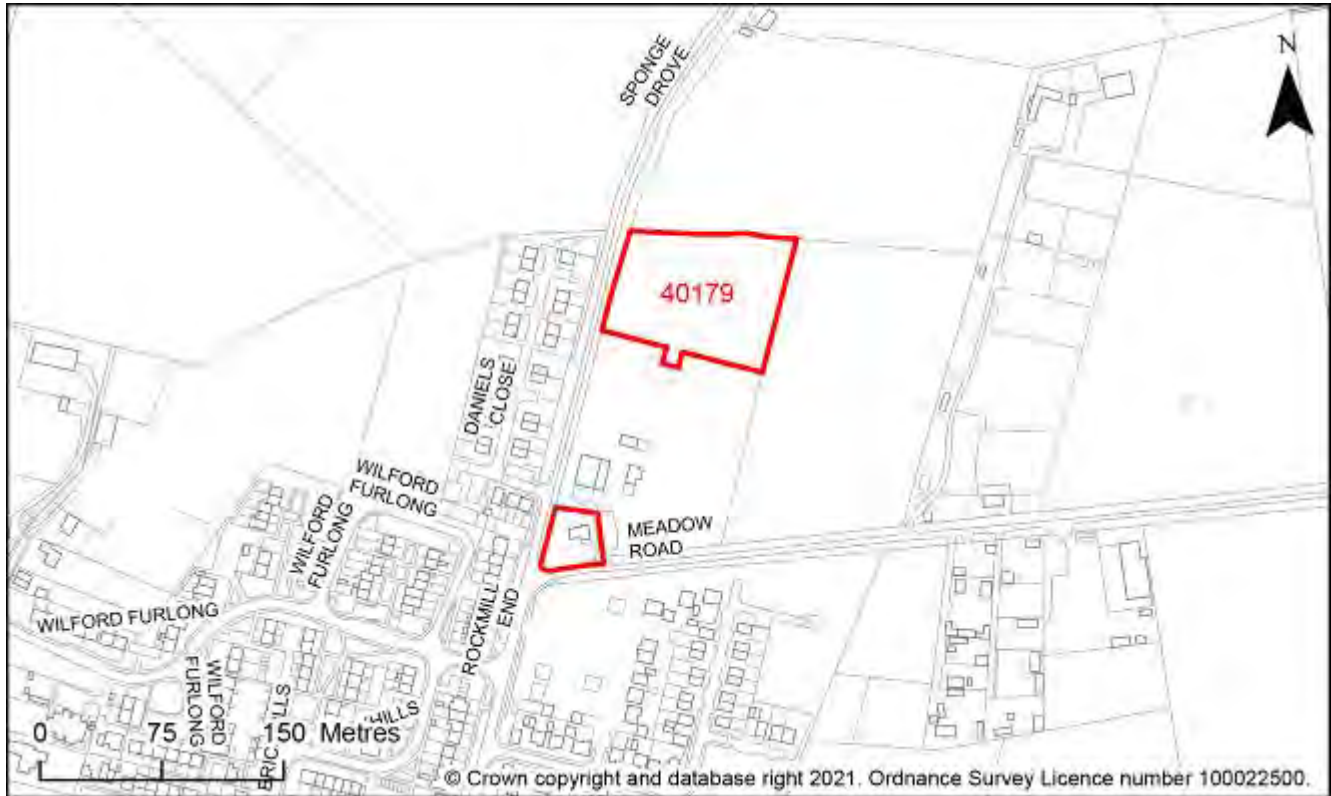 SPONGE
DROVE
N
40179
DANIELS
CLOSE
WILFORD
FURLONG
WILFORD
FURLONG
MEADOW
ROAD
WILFORD FURLONG
ROCKMILL
END
WILFORD
FURLONG
HILLS
0 75 150 Metres
© Crown copyright and database right 2021. Ordnance Survey Licence number 100022500.